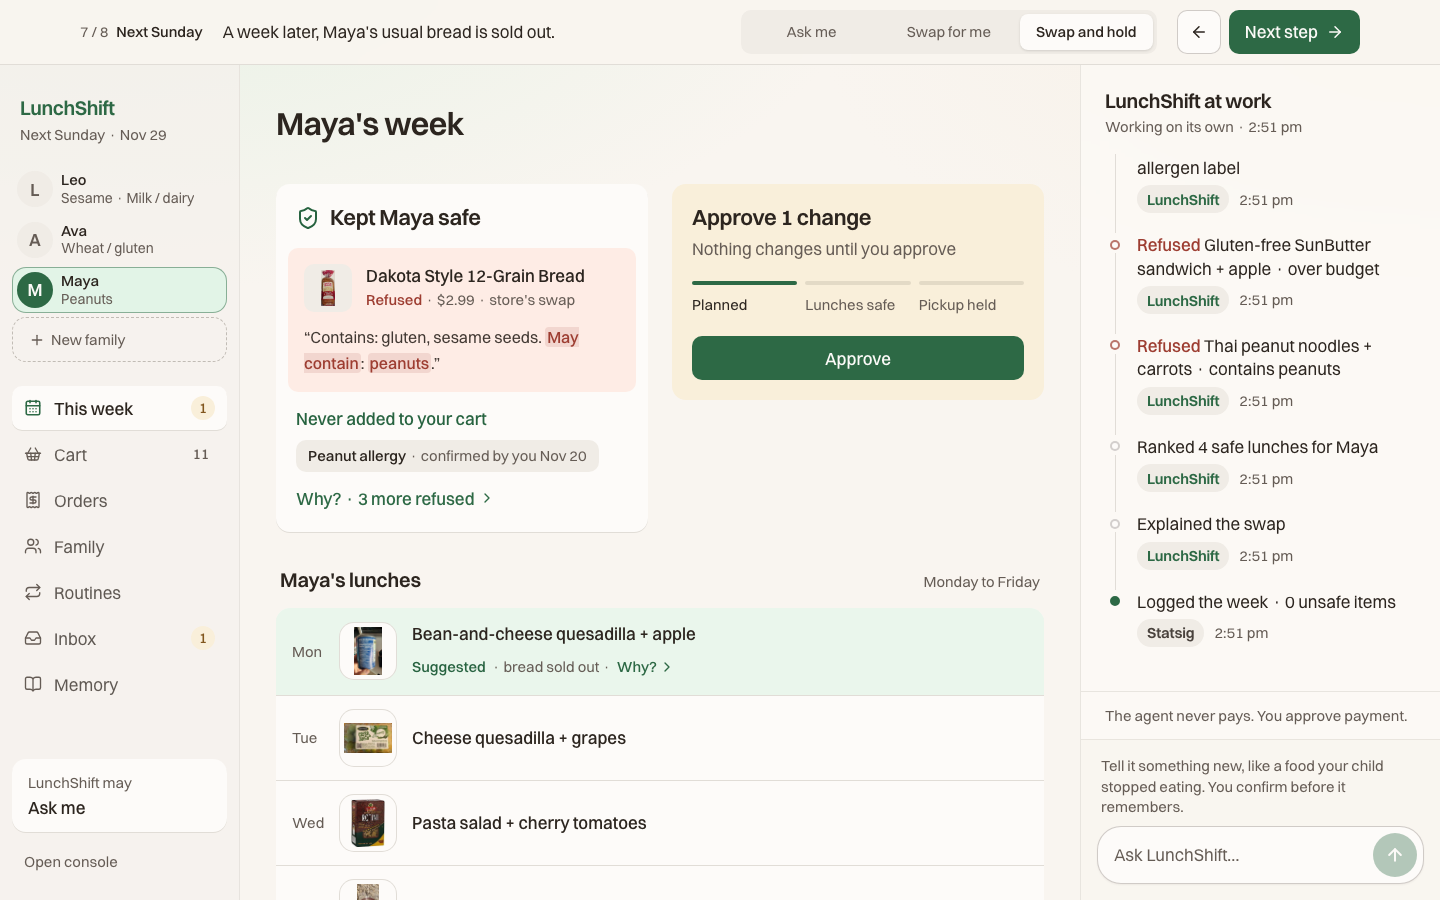 7 / 8 Next Sunday A week later, Maya's usual bread is sold out.
Ask me
Swap for me
Swap and hold
Next step
LunchShift
Next Sunday · Nov 29
L
Leo
Sesame · Milk / dairy
A
Ava
Wheat / gluten
M
Maya
Peanuts
New family
This week 1
Cart 11
Orders
Family
Routines
Inbox 1
Memory
LunchShift may
Ask me
Open console
Maya's week
Kept Maya safe
Dakota Style 12-Grain Bread
Refused · $2.99 · store's swap
“Contains: gluten, sesame seeds. May
contain: peanuts.”
Never added to your cart
Peanut allergy · confirmed by you Nov 20
Why? · 3 more refused
Approve 1 change
Nothing changes until you approve
Planned
Lunches safe
Pickup held
Approve
Maya's lunches
Monday to Friday
Mon
Bean-and-cheese quesadilla + apple
Suggested · bread sold out · Why?
Tue
Cheese quesadilla + grapes
Wed
Pasta salad + cherry tomatoes
LunchShift at work
Working on its own · 2:51 pm
allergen label
LunchShift 2:51 pm
Refused Gluten-free SunButter
sandwich + apple · over budget
LunchShift 2:51 pm
Refused Thai peanut noodles +
carrots · contains peanuts
LunchShift 2:51 pm
Ranked 4 safe lunches for Maya
LunchShift 2:51 pm
Explained the swap
LunchShift 2:51 pm
Logged the week · 0 unsafe items
Statsig 2:51 pm
The agent never pays. You approve payment.
Tell it something new, like a food your child
stopped eating. You confirm before it
remembers.
Ask LunchShift...